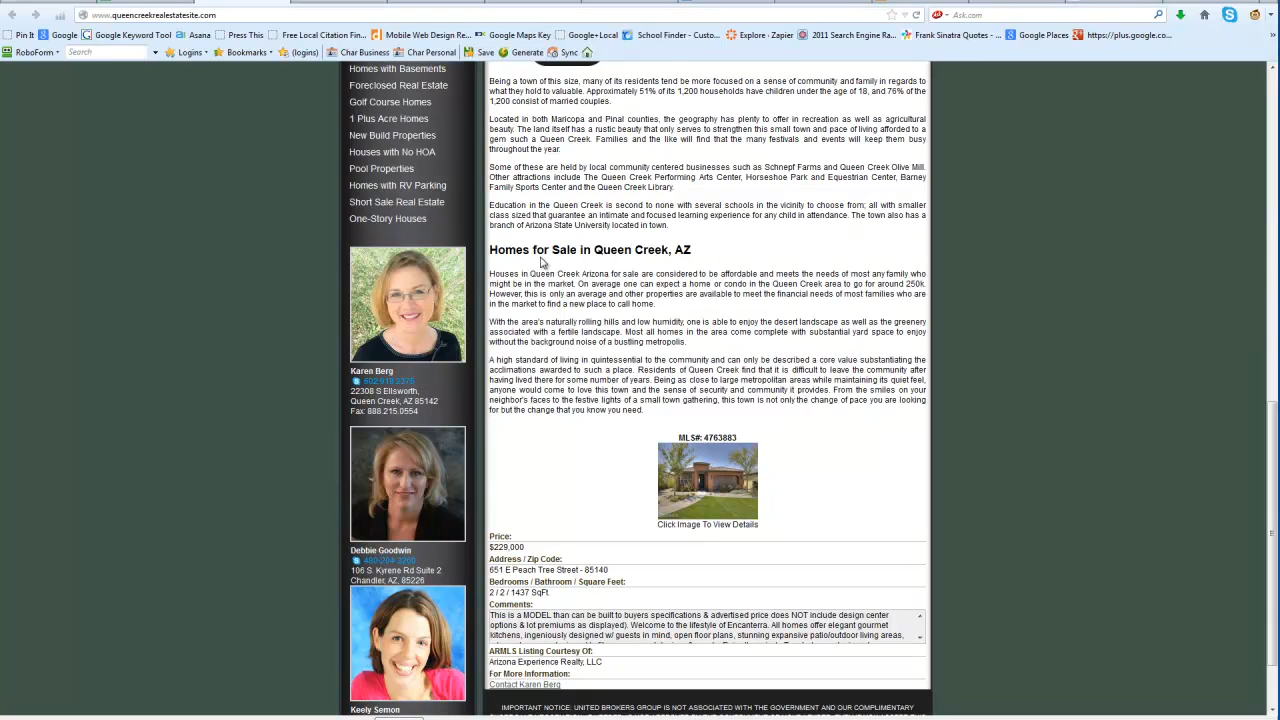 www.queencreekrealestatesite.com
Ask.com
Pin It Google Google Keyword Tool Asana Press This Free Local Citation Fin... Mobile Web Design Re... Google Maps Key Google+Local School Finder - Custo... Explore · Zapier 2011 Search Engine Ra... Frank Sinatra Quotes - ... Google Places https://plus.google.co...
RoboForm Search Logins Bookmarks (logins) Char Business Char Personal Save Generate Sync
Homes with Basements
Foreclosed Real Estate
Golf Course Homes
1 Plus Acre Homes
New Build Properties
Houses with No HOA
Pool Properties
Homes with RV Parking
Short Sale Real Estate
One-Story Houses
Karen Berg
602.918.3375
22308 S Ellsworth,
Queen Creek, AZ 85142
Fax: 888.215.0554
Debbie Goodwin
106 S. Kyrene Rd Suite 2
Chandler, AZ, 85226
Keely Semon
Being a town of this size, many of its residents tend be more focused on a sense of community and family in regards to
what they hold to valuable. Approximately 51% of its 1,200 households have children under the age of 18, and 76% of the
1,200 consist of married couples.
Located in both Maricopa and Pinal counties, the geography has plenty to offer in recreation as well as agricultural
beauty. The land itself has a rustic beauty that only serves to strengthen this small town and pace of living afforded to a
gem such a Queen Creek. Families and the like will find that the many festivals and events will keep them busy
throughout the year.
Some of these are held by local community centered businesses such as Schnepf Farms and Queen Creek Olive Mill.
Other attractions include The Queen Creek Performing Arts Center, Horseshoe Park and Equestrian Center, Barney
Family Sports Center and the Queen Creek Library.
Education in the Queen Creek is second to none with several schools in the vicinity to choose from; all with smaller
class sized that guarantee an intimate and focused learning experience for any child in attendance. The town also has a
branch of Arizona State University located in town.
Homes for Sale in Queen Creek, AZ
Houses in Queen Creek Arizona for sale are considered to be affordable and meets the needs of most any family who
might be in the market. On average one can expect a home or condo in the Queen Creek area to go for around 250k.
However, this is only an average and other properties are available to meet the financial needs of most families who are
in the market to find a new place to call home.
With the area's naturally rolling hills and low humidity, one is able to enjoy the desert landscape as well as the greenery
associated with a fertile landscape. Most all homes in the area come complete with substantial yard space to enjoy
without the background noise of a bustling metropolis.
A high standard of living in quintessential to the community and can only be described a core value substantiating the
acclimations awarded to such a place. Residents of Queen Creek find that it is difficult to leave the community after
having lived there for some number of years. Being as close to large metropolitan areas while maintaining its quiet feel,
anyone would come to love this town and the sense of security and community it provides. From the smiles on your
neighbor's faces to the festive lights of a small town gathering, this town is not only the change of pace you are looking
for but the change that you know you need.
MLS#: 4763883
Click Image To View Details
Price:
$229,000
Address / Zip Code:
651 E Peach Tree Street - 85140
Bedrooms / Bathroom / Square Feet:
2 / 2 / 1437 SqFt.
Comments:
This is a MODEL than can be built to buyers specifications & advertised price does NOT include design center
options & lot premiums as displayed). Welcome to the lifestyle of Encanterra. All homes offer elegant gourmet
kitchens, ingeniously designed w/ guests in mind, open floor plans, stunning expansive patio/outdoor living areas,
ARMLS Listing Courtesy Of:
Arizona Experience Realty, LLC
For More Information:
Contact Karen Berg
IMPORTANT NOTICE: UNITED BROKERS GROUP IS NOT ASSOCIATED WITH THE GOVERNMENT AND OUR COMPLIMENTARY